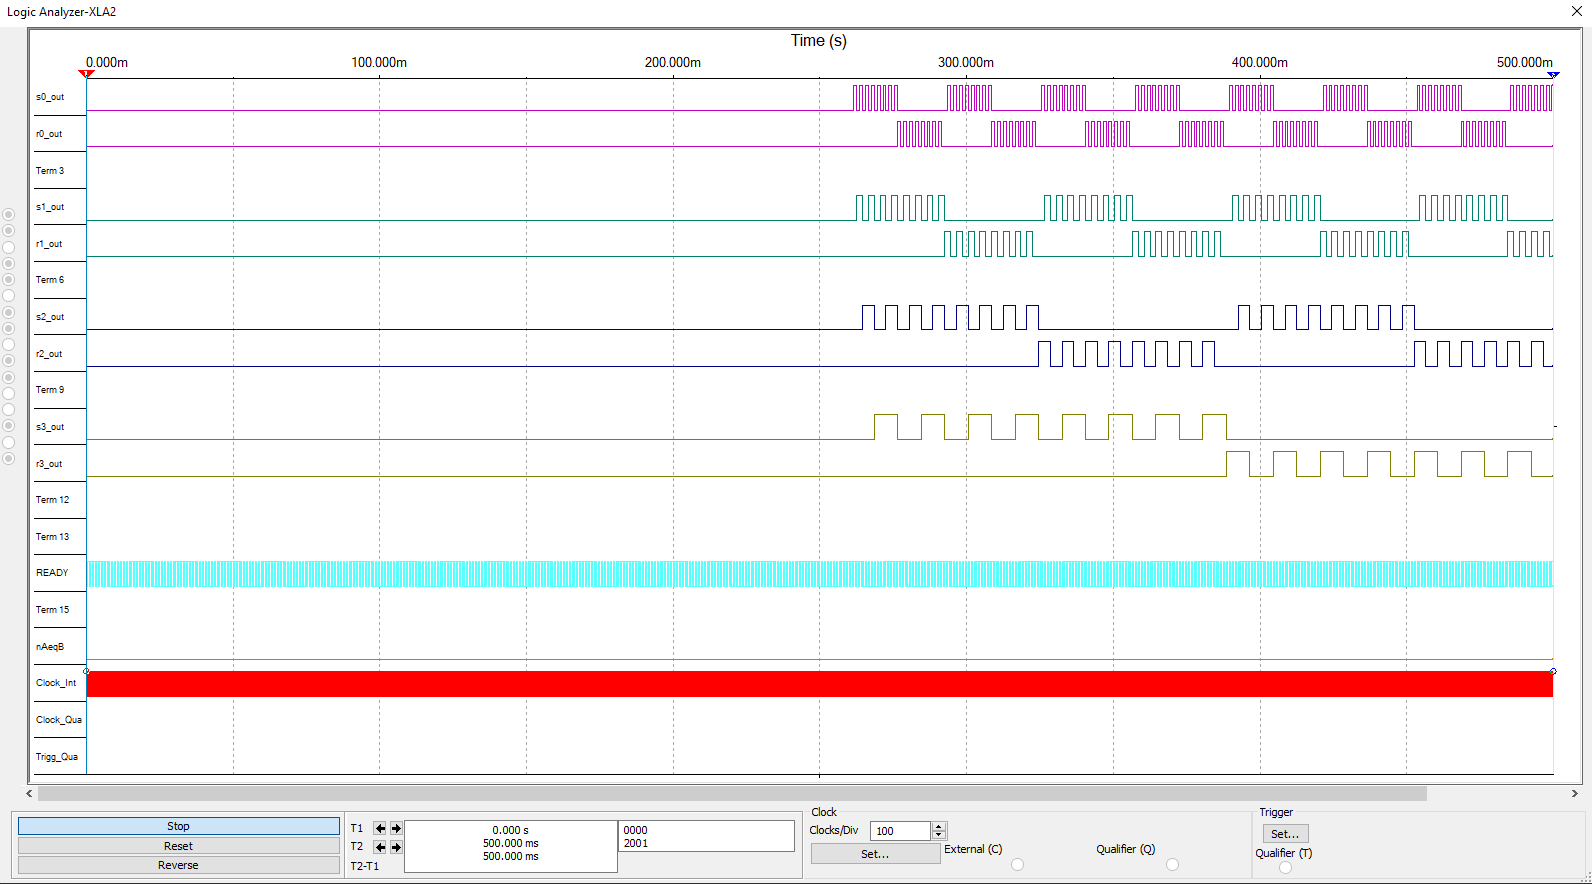 Logic Analyzer-XLA2
Time (s)
0.000m 100.000m 200.000m 300.000m 400.000m 500.000m
s0_out
r0_out
Term 3
s1_out
r1_out
Term 6
s2_out
r2_out
Term 9
s3_out
r3_out
Term 12
Term 13
READY
Term 15
nAeqB
Clock_Int
Clock_Qua
Trigg_Qua
Stop
Reset
Reverse
T1
T2
T2-T1
0.000 s
500.000 ms
500.000 ms
0000
2001
Clock
Clocks/Div 100
Set...
External (C)
Qualifier (Q)
Trigger
Set...
Qualifier (T)